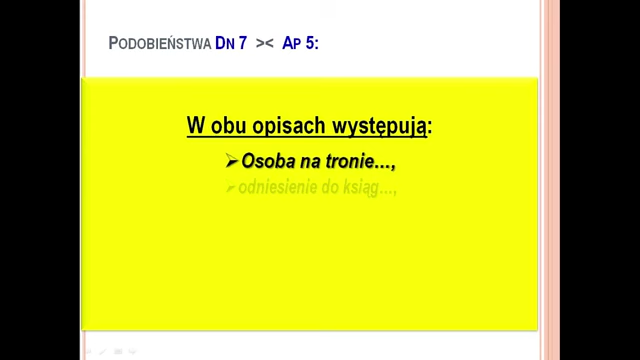 PODOBIEŃSTWA DN 7 >< AP 5:
W obu opisach występują:
➢Osoba na tronie...,
➢odniesienie do ksiąg...,